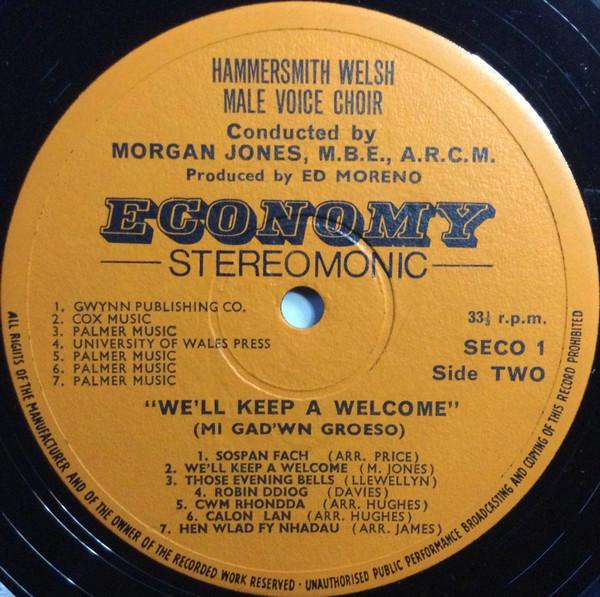 HAMMERSMITH WELSH
MALE VOICE CHOIR
Conducted by
MORGAN JONES, M.B.E., A.R.C.M.
Produced by ED MORENO
ECONOMY
STEREOMONIC
1. GWYNN PUBLISHING CO.
2. COX MUSIC
3. PALMER MUSIC
4. UNIVERSITY OF WALES PRESS
5. PALMER MUSIC
6. PALMER MUSIC
7. PALMER MUSIC
33⅓ r.p.m.
SECO 1
Side TWO
"WE'LL KEEP A WELCOME"
(MI GAD'WN GROESO)
1. SOSPAN FACH (ARR. PRICE)
2. WE'LL KEEP A WELCOME (M. JONES)
3. THOSE EVENING BELLS (LLEWELLYN)
4. ROBIN DDIOG (DAVIES)
5. CWM RHONDDA (ARR. HUGHES)
6. CALON LAN (ARR. HUGHES)
7. HEN WLAD FY NHADAU (ARR. JAMES)
ALL RIGHTS OF THE MANUFACTURER AND OF THE OWNER OF THE RECORDED WORK RESERVED · UNAUTHORISED PUBLIC PERFORMANCE BROADCASTING AND COPYING OF THIS RECORD PROHIBITED